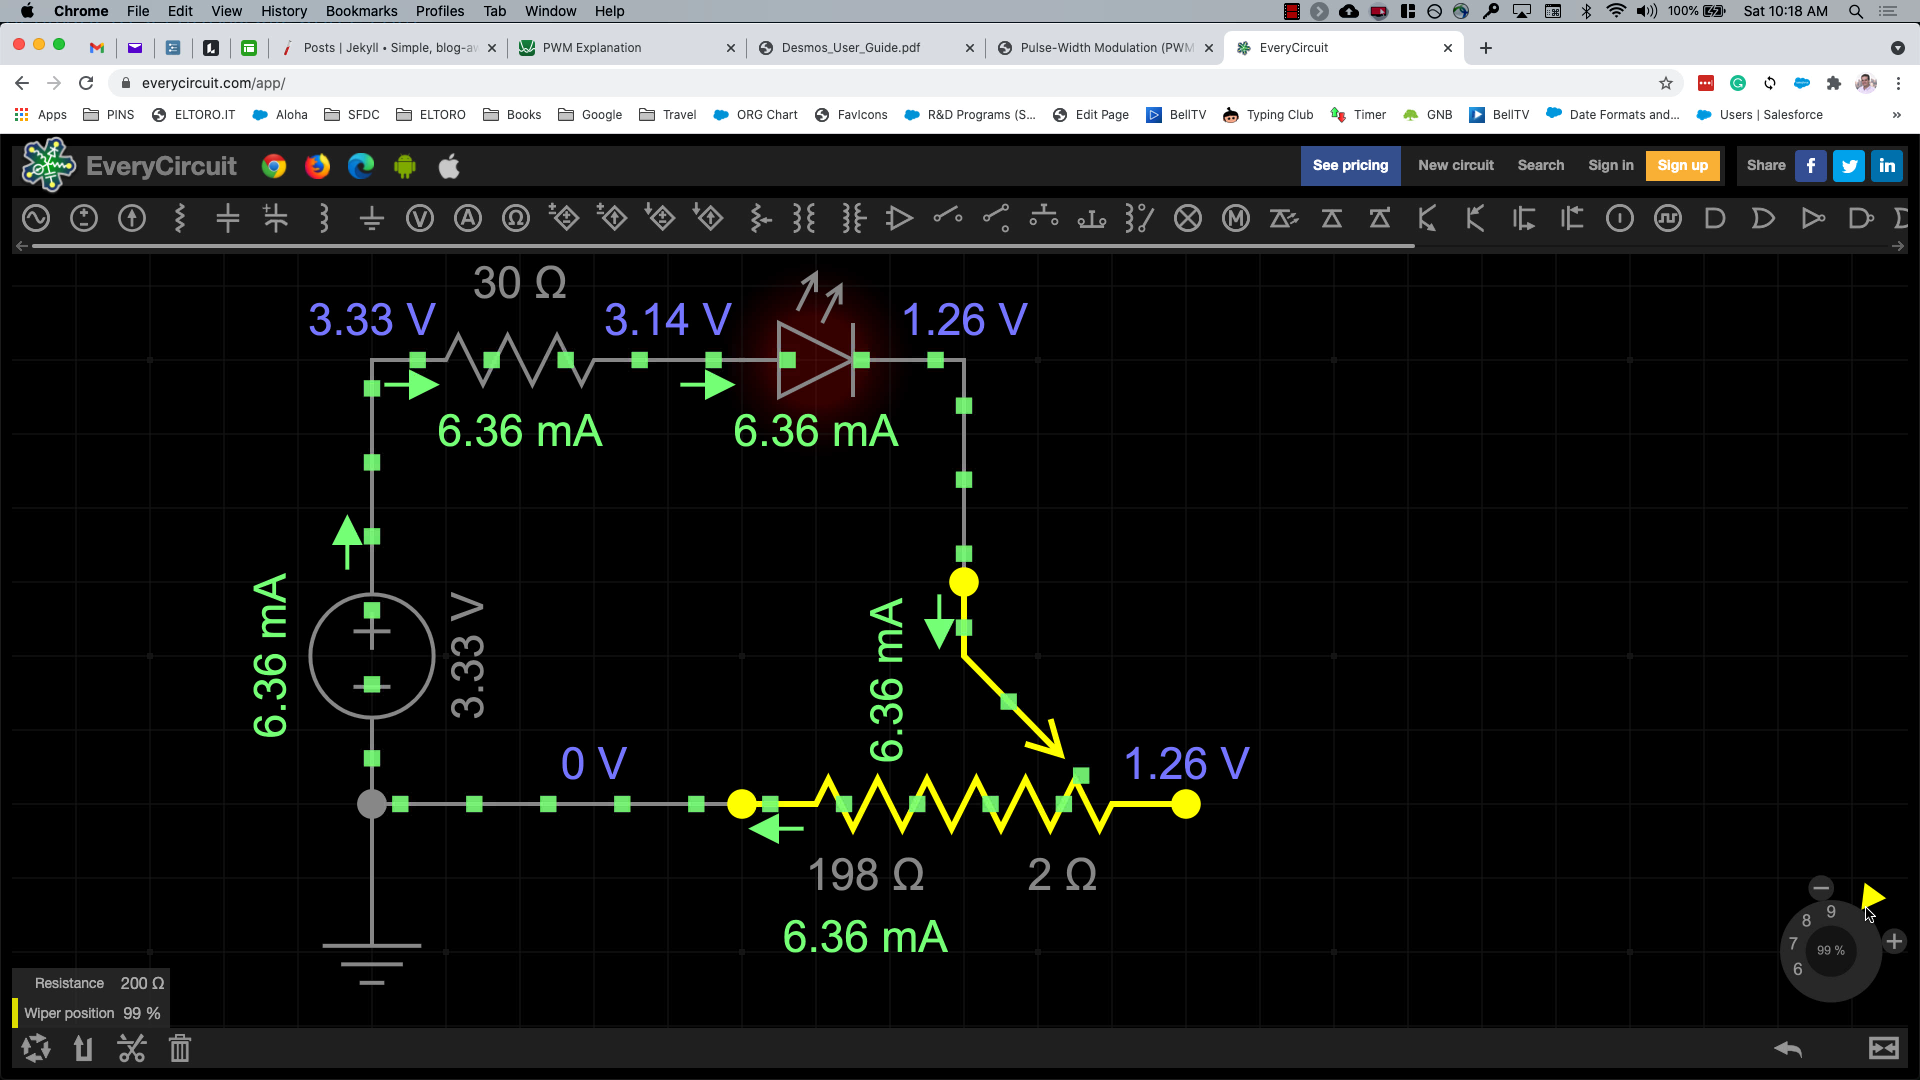 Chrome File Edit View History Bookmarks Profiles Tab Window Help 100% Sat 10:18 AM
Posts | Jekyll • Simple, blog-aw PWM Explanation Desmos_User_Guide.pdf Pulse-Width Modulation (PWM EveryCircuit
everycircuit.com/app/
Apps PINS ELTORO.IT Aloha SFDC ELTORO Books Google Travel ORG Chart FavIcons R&D Programs (S... Edit Page BellTV Typing Club Timer GNB BellTV Date Formats and... Users | Salesforce »
EveryCircuit See pricing New circuit Search Sign in Sign up Share
30 Ω
3.33 V 3.14 V 1.26 V
6.36 mA 6.36 mA
6.36 mA
3.33 V
6.36 mA
0 V 1.26 V
198 Ω 2 Ω
6.36 mA
9
8
7
6
99 %
Resistance 200 Ω
Wiper position 99 %